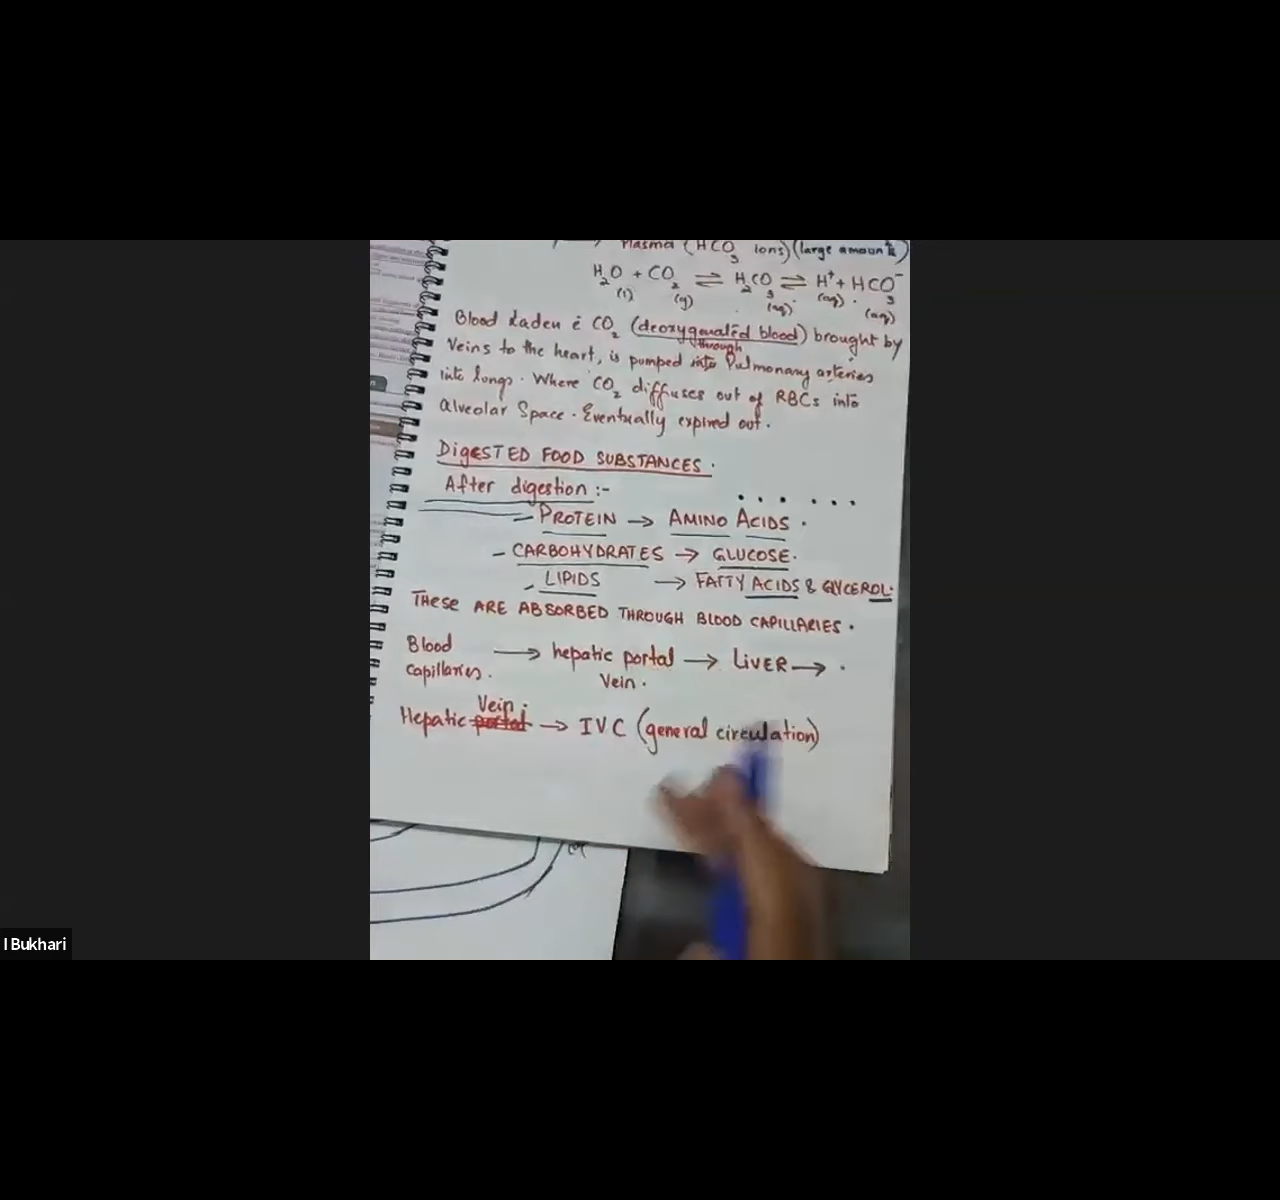 Plasma (HCO3 ions) (large amount)
H2O + CO2 ⇌ H2CO3 ⇌ H+ + HCO3-
(l) (g) (aq) (aq) (aq)
Blood Laden c̄ CO2 (deoxygenated blood) brought by
through
Veins to the heart, is pumped into Pulmonary arteries
into lungs. Where CO2 diffuses out of RBCs into
alveolar Space. Eventually expired out.
DIGESTED FOOD SUBSTANCES.
After digestion :-
- PROTEIN → AMINO ACIDS.
- CARBOHYDRATES → GLUCOSE.
- LIPIDS → FATTY ACIDS & GLYCEROL.
THESE ARE ABSORBED THROUGH BLOOD CAPILLARIES.
Blood capillaries. → hepatic portal Vein. → LIVER → .
Vein.
Hepatic portal → IVC (general circulation)
I Bukhari